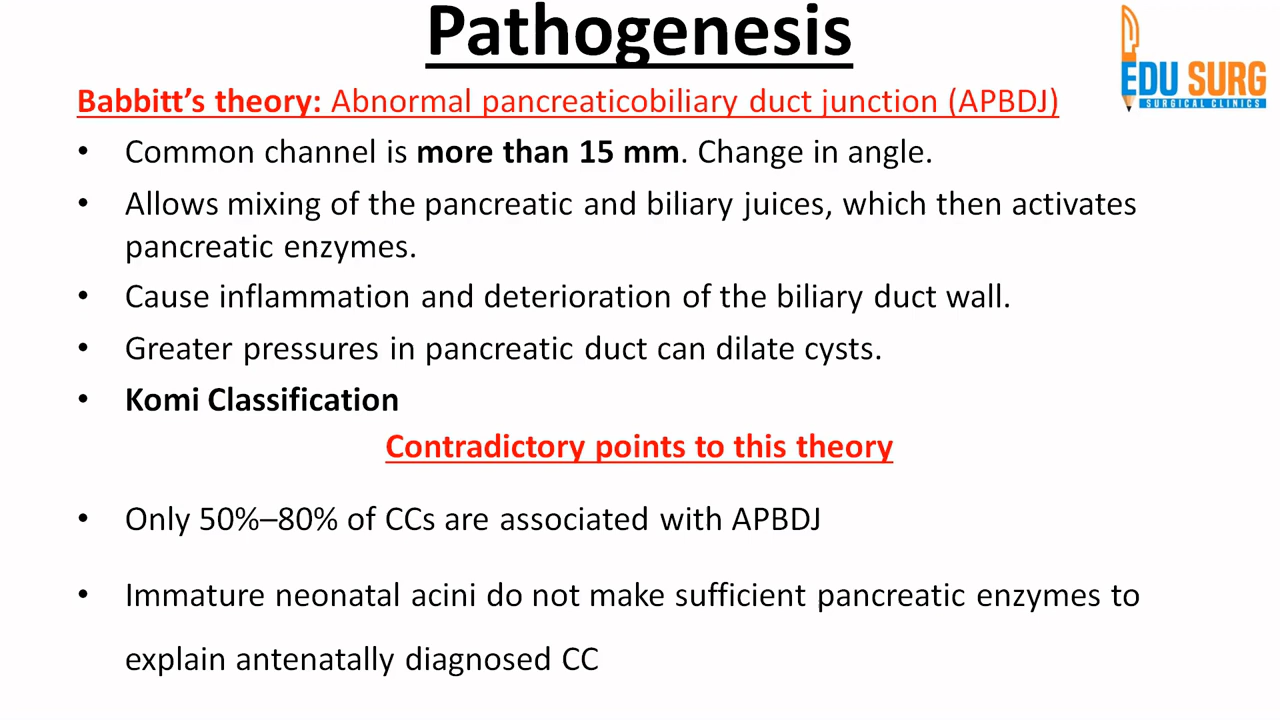 Pathogenesis
EDU SURG
SURGICAL CLINICS
Babbitt's theory: Abnormal pancreaticobiliary duct junction (APBDJ)
• Common channel is more than 15 mm. Change in angle.
• Allows mixing of the pancreatic and biliary juices, which then activates
pancreatic enzymes.
• Cause inflammation and deterioration of the biliary duct wall.
• Greater pressures in pancreatic duct can dilate cysts.
• Komi Classification
Contradictory points to this theory
• Only 50%–80% of CCs are associated with APBDJ
• Immature neonatal acini do not make sufficient pancreatic enzymes to
explain antenatally diagnosed CC